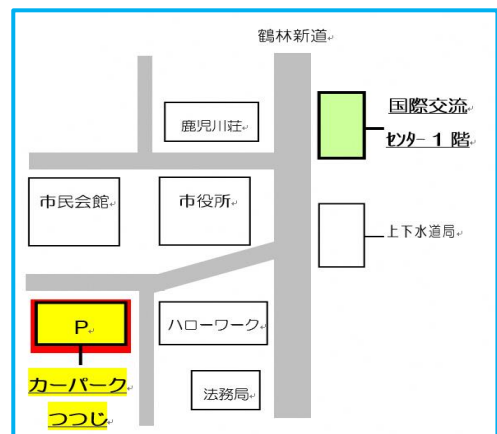 鶴林新道
国際交流
センター 1 階
鹿児川荘
市民会館
市役所
上下水道局
P
ハローワーク
カーパーク
つつじ
法務局